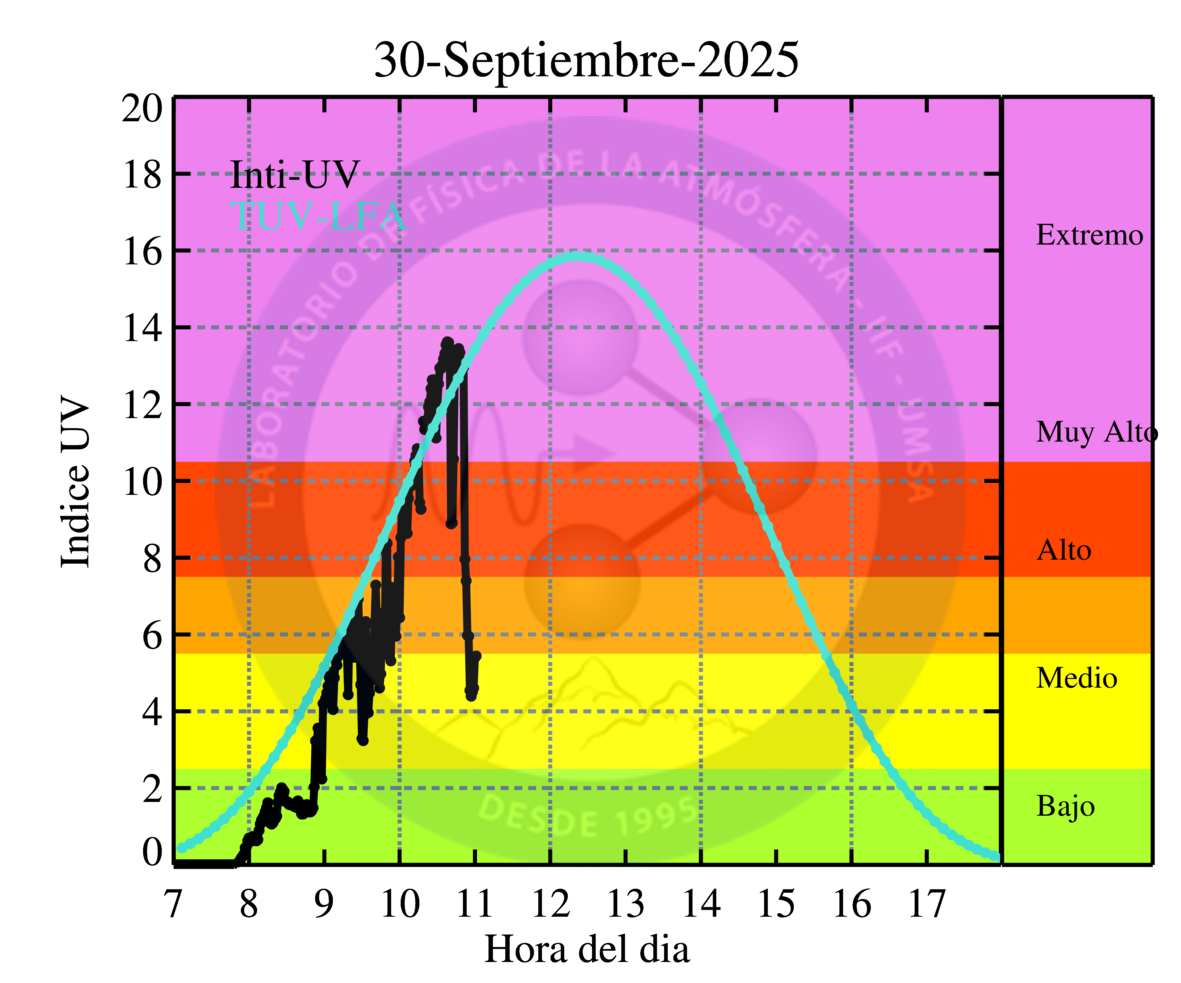 30-Septiembre-2025
Inti-UV
TUV-LFA
LABORATORIO DE FÍSICA DE LA ATMÓSFERA - IIF - UMSA
DESDE 1995
Indice UV
20
18
16
14
12
10
8
6
4
2
0
Extremo
Muy Alto
Alto
Medio
Bajo
7 8 9 10 11 12 13 14 15 16 17
Hora del dia